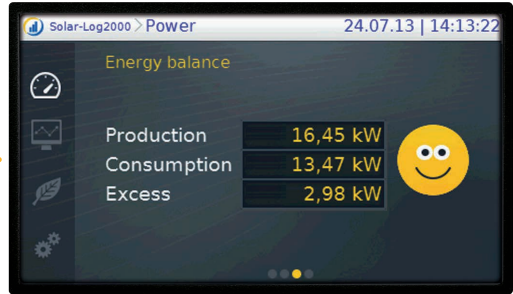 Solar-Log2000 > Power 24.07.13 | 14:13:22
Energy balance
Production 16,45 kW
Consumption 13,47 kW
Excess 2,98 kW